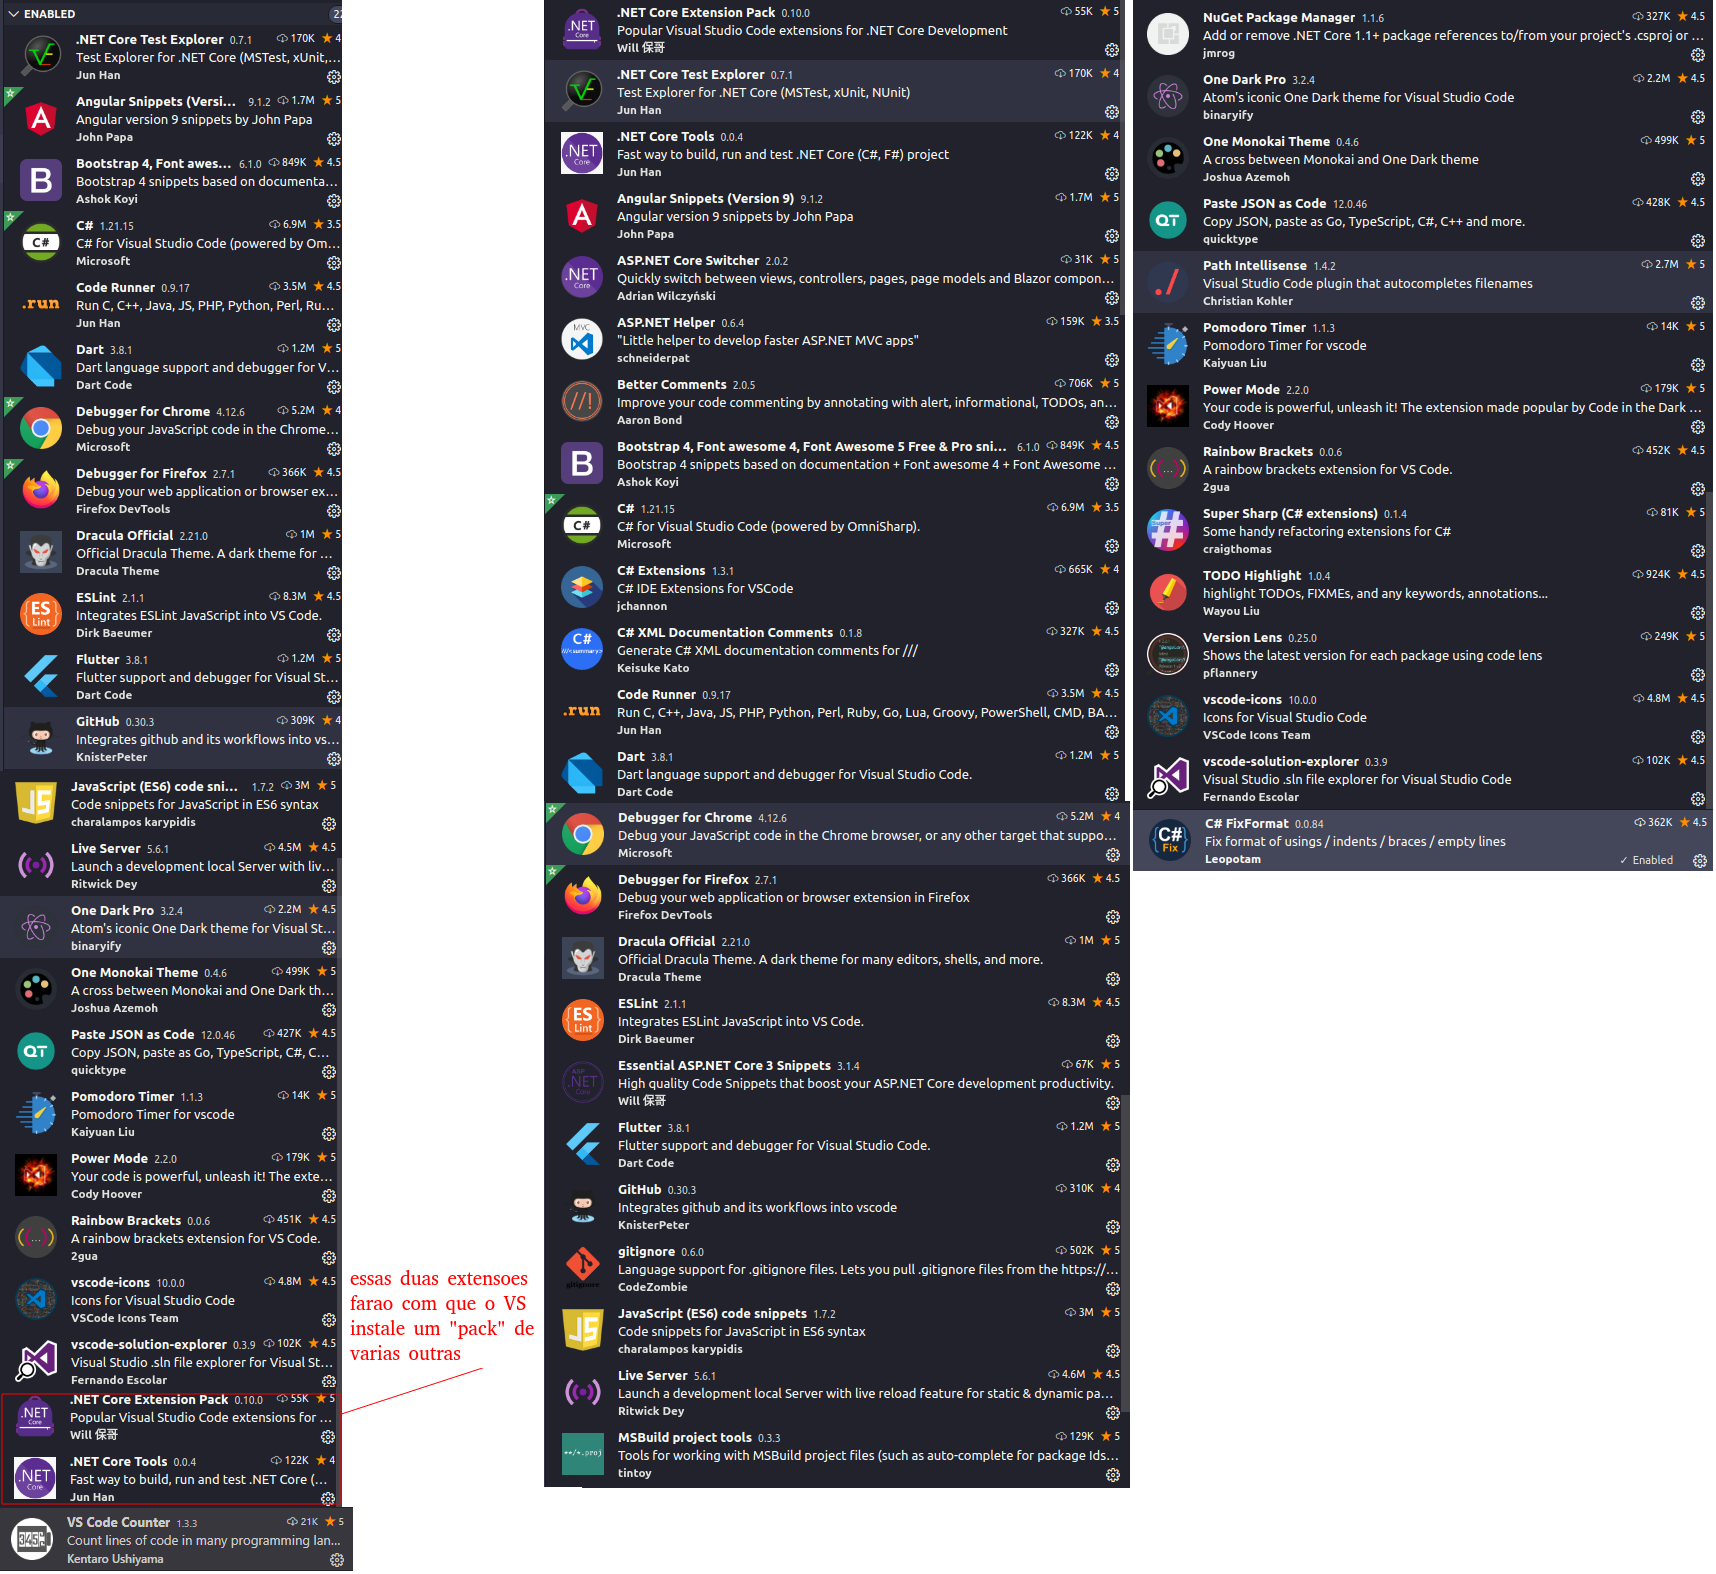 ENABLED
22
.NET Core Test Explorer 0.7.1 170K 4
Test Explorer for .NET Core (MSTest, xUnit,...
Jun Han
Angular Snippets (Versi... 9.1.2 1.7M 5
Angular version 9 snippets by John Papa
John Papa
Bootstrap 4, Font awes... 6.1.0 849K 4.5
Bootstrap 4 snippets based on documenta...
Ashok Koyi
C# 1.21.15 6.9M 3.5
C# for Visual Studio Code (powered by Om...
Microsoft
Code Runner 0.9.17 3.5M 4.5
Run C, C++, Java, JS, PHP, Python, Perl, Ru...
Jun Han
Dart 3.8.1 1.2M 5
Dart language support and debugger for V...
Dart Code
Debugger for Chrome 4.12.6 5.2M 4
Debug your JavaScript code in the Chrome...
Microsoft
Debugger for Firefox 2.7.1 366K 4.5
Debug your web application or browser ex...
Firefox DevTools
Dracula Official 2.21.0 1M 5
Official Dracula Theme. A dark theme for ...
Dracula Theme
ESLint 2.1.1 8.3M 4.5
Integrates ESLint JavaScript into VS Code.
Dirk Baeumer
Flutter 3.8.1 1.2M 5
Flutter support and debugger for Visual St...
Dart Code
GitHub 0.30.3 309K 4
Integrates github and its workflows into vs...
KnisterPeter
JavaScript (ES6) code sni... 1.7.2 3M 5
Code snippets for JavaScript in ES6 syntax
charalampos karypidis
Live Server 5.6.1 4.5M 4.5
Launch a development local Server with liv...
Ritwick Dey
One Dark Pro 3.2.4 2.2M 4.5
Atom's iconic One Dark theme for Visual St...
binaryify
One Monokai Theme 0.4.6 499K 5
A cross between Monokai and One Dark th...
Joshua Azemoh
Paste JSON as Code 12.0.46 427K 4.5
Copy JSON, paste as Go, TypeScript, C#, C...
quicktype
Pomodoro Timer 1.1.3 14K 5
Pomodoro Timer for vscode
Kaiyuan Liu
Power Mode 2.2.0 179K 5
Your code is powerful, unleash it! The exte...
Cody Hoover
Rainbow Brackets 0.0.6 451K 4.5
A rainbow brackets extension for VS Code.
2gua
vscode-icons 10.0.0 4.8M 4.5
Icons for Visual Studio Code
VSCode Icons Team
vscode-solution-explorer 0.3.9 102K 4.5
Visual Studio .sln file explorer for Visual St...
Fernando Escolar
.NET Core Extension Pack 0.10.0 55K 5
Popular Visual Studio Code extensions for ...
Will 保哥
.NET Core Tools 0.0.4 122K 4
Fast way to build, run and test .NET Core (...
Jun Han
VS Code Counter 1.3.3 21K 5
Count lines of code in many programming lan...
Kentaro Ushiyama
essas duas extensoes
farao com que o VS
instale um "pack" de
varias outras
.NET Core Extension Pack 0.10.0 55K 5
Popular Visual Studio Code extensions for .NET Core Development
Will 保哥
.NET Core Test Explorer 0.7.1 170K 4
Test Explorer for .NET Core (MSTest, xUnit, NUnit)
Jun Han
.NET Core Tools 0.0.4 122K 4
Fast way to build, run and test .NET Core (C#, F#) project
Jun Han
Angular Snippets (Version 9) 9.1.2 1.7M 5
Angular version 9 snippets by John Papa
John Papa
ASP.NET Core Switcher 2.0.2 31K 5
Quickly switch between views, controllers, pages, page models and Blazor compon...
Adrian Wilczyński
ASP.NET Helper 0.6.4 159K 3.5
"Little helper to develop faster ASP.NET MVC apps"
schneiderpat
Better Comments 2.0.5 706K 5
Improve your code commenting by annotating with alert, informational, TODOs, an...
Aaron Bond
Bootstrap 4, Font awesome 4, Font Awesome 5 Free & Pro sni... 6.1.0 849K 4.5
Bootstrap 4 snippets based on documentation + Font awesome 4 + Font Awesome ...
Ashok Koyi
C# 1.21.15 6.9M 3.5
C# for Visual Studio Code (powered by OmniSharp).
Microsoft
C# Extensions 1.3.1 665K 4
C# IDE Extensions for VSCode
jchannon
C# XML Documentation Comments 0.1.8 327K 4.5
Generate C# XML documentation comments for ///
Keisuke Kato
Code Runner 0.9.17 3.5M 4.5
Run C, C++, Java, JS, PHP, Python, Perl, Ruby, Go, Lua, Groovy, PowerShell, CMD, BA...
Jun Han
Dart 3.8.1 1.2M 5
Dart language support and debugger for Visual Studio Code.
Dart Code
Debugger for Chrome 4.12.6 5.2M 4
Debug your JavaScript code in the Chrome browser, or any other target that suppo...
Microsoft
Debugger for Firefox 2.7.1 366K 4.5
Debug your web application or browser extension in Firefox
Firefox DevTools
Dracula Official 2.21.0 1M 5
Official Dracula Theme. A dark theme for many editors, shells, and more.
Dracula Theme
ESLint 2.1.1 8.3M 4.5
Integrates ESLint JavaScript into VS Code.
Dirk Baeumer
Essential ASP.NET Core 3 Snippets 3.1.4 67K 5
High quality Code Snippets that boost your ASP.NET Core development productivity.
Will 保哥
Flutter 3.8.1 1.2M 5
Flutter support and debugger for Visual Studio Code.
Dart Code
GitHub 0.30.3 310K 4
Integrates github and its workflows into vscode
KnisterPeter
gitignore 0.6.0 502K 5
Language support for .gitignore files. Lets you pull .gitignore files from the https://...
CodeZombie
JavaScript (ES6) code snippets 1.7.2 3M 5
Code snippets for JavaScript in ES6 syntax
charalampos karypidis
Live Server 5.6.1 4.6M 4.5
Launch a development local Server with live reload feature for static & dynamic pa...
Ritwick Dey
MSBuild project tools 0.3.3 129K 5
Tools for working with MSBuild project files (such as auto-complete for package Ids...
tintoy
NuGet Package Manager 1.1.6 327K 4.5
Add or remove .NET Core 1.1+ package references to/from your project's .csproj or ...
jmrog
One Dark Pro 3.2.4 2.2M 4.5
Atom's iconic One Dark theme for Visual Studio Code
binaryify
One Monokai Theme 0.4.6 499K 5
A cross between Monokai and One Dark theme
Joshua Azemoh
Paste JSON as Code 12.0.46 428K 4.5
Copy JSON, paste as Go, TypeScript, C#, C++ and more.
quicktype
Path Intellisense 1.4.2 2.7M 5
Visual Studio Code plugin that autocompletes filenames
Christian Kohler
Pomodoro Timer 1.1.3 14K 5
Pomodoro Timer for vscode
Kaiyuan Liu
Power Mode 2.2.0 179K 5
Your code is powerful, unleash it! The extension made popular by Code in the Dark ...
Cody Hoover
Rainbow Brackets 0.0.6 452K 4.5
A rainbow brackets extension for VS Code.
2gua
Super Sharp (C# extensions) 0.1.4 81K 5
Some handy refactoring extensions for C#
craigthomas
TODO Highlight 1.0.4 924K 4.5
highlight TODOs, FIXMEs, and any keywords, annotations...
Wayou Liu
Version Lens 0.25.0 249K 5
Shows the latest version for each package using code lens
pflannery
vscode-icons 10.0.0 4.8M 4.5
Icons for Visual Studio Code
VSCode Icons Team
vscode-solution-explorer 0.3.9 102K 4.5
Visual Studio .sln file explorer for Visual Studio Code
Fernando Escolar
C# FixFormat 0.0.84 362K 4.5
Fix format of usings / indents / braces / empty lines
Leopotam ✓ Enabled